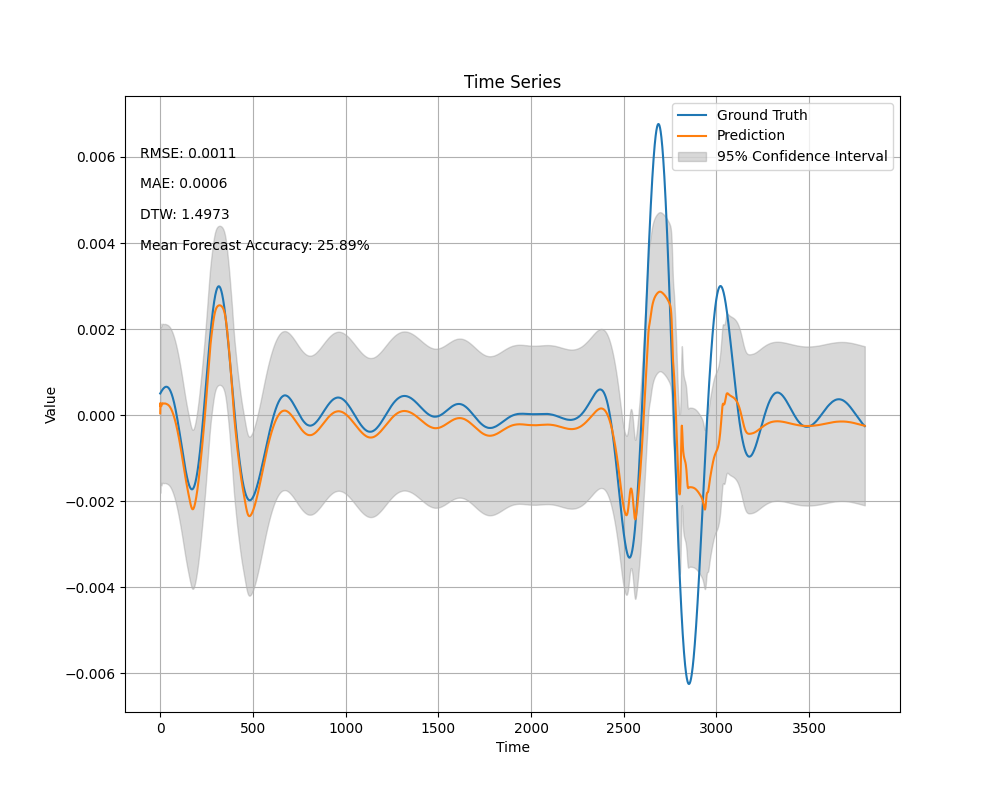 Time Series
Ground Truth
Prediction
95% Confidence Interval
RMSE: 0.0011
MAE: 0.0006
DTW: 1.4973
Mean Forecast Accuracy: 25.89%
Value
0.006
0.004
0.002
0.000
−0.002
−0.004
−0.006
0 500 1000 1500 2000 2500 3000 3500
Time